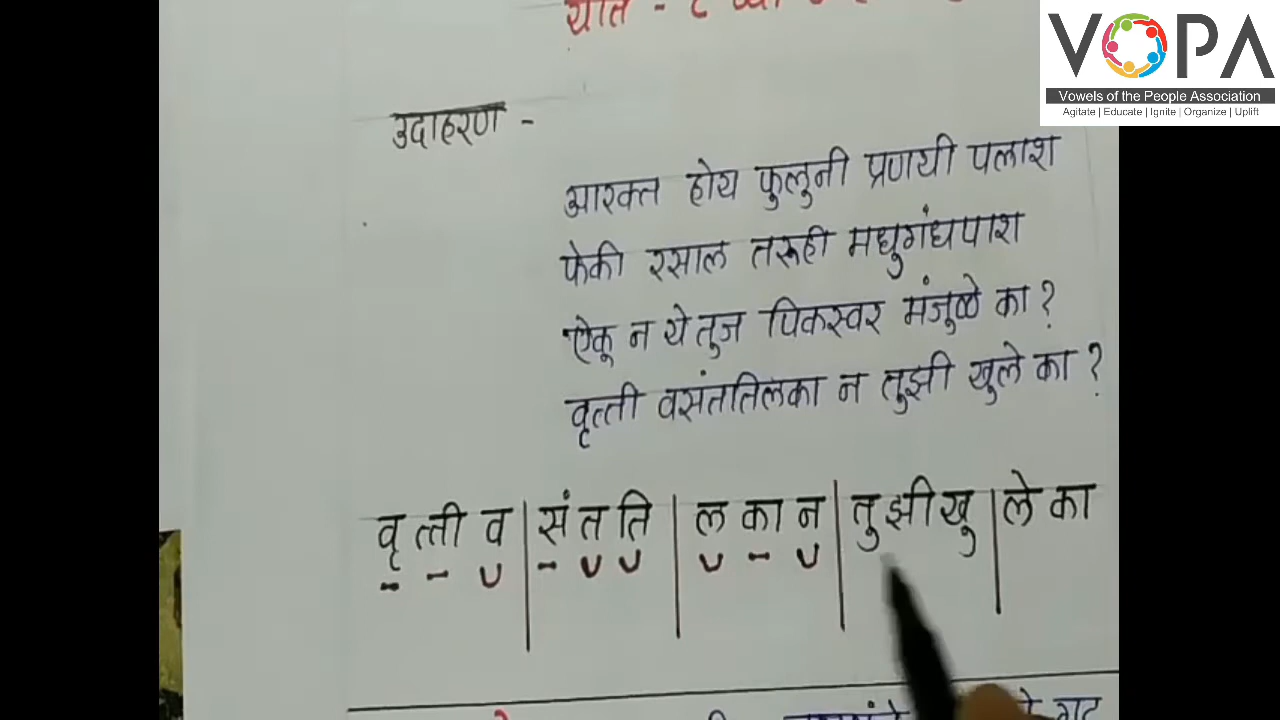 VOPA
Vowels of the People Association
Agitate | Educate | Ignite | Organize | Uplift
यति -
उदाहरण -
आरक्त होय फुलुनी प्रणयी पलाश
फेकी रसाल तरूही मधुगंधपाश
ऐकू न ये तुज पिकस्वर मंजुळे का ?
वृत्ती वसंततिलका न तुझी खुले का ?
वृ त्ती व | सं त त ति | ल का न | तु झी खु | ले का
- - ∪ - ∪ ∪ ∪ - ∪